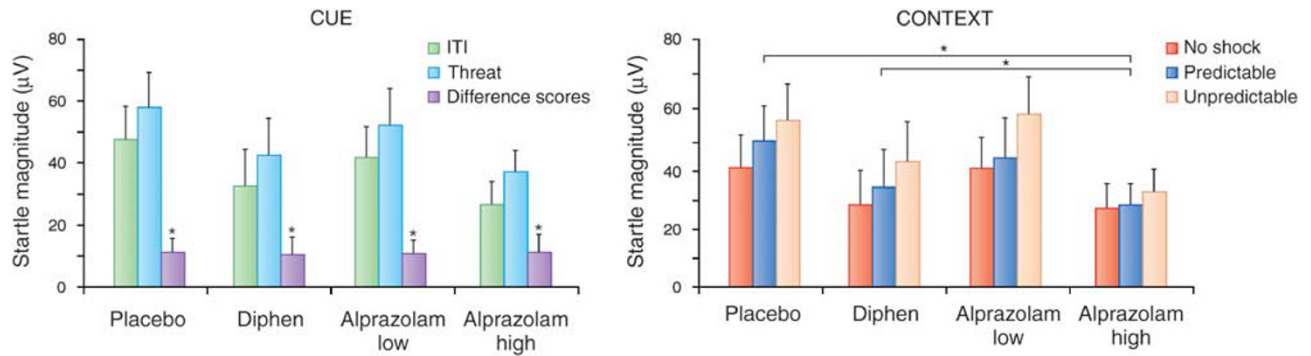 CUE
80
60
40
20
0
Startle magnitude (μV)
ITI
Threat
Difference scores
*
*
*
*
Placebo
Diphen
Alprazolam low
Alprazolam high
CONTEXT
80
60
40
20
0
Startle magnitude (μV)
*
*
No shock
Predictable
Unpredictable
Placebo
Diphen
Alprazolam low
Alprazolam high